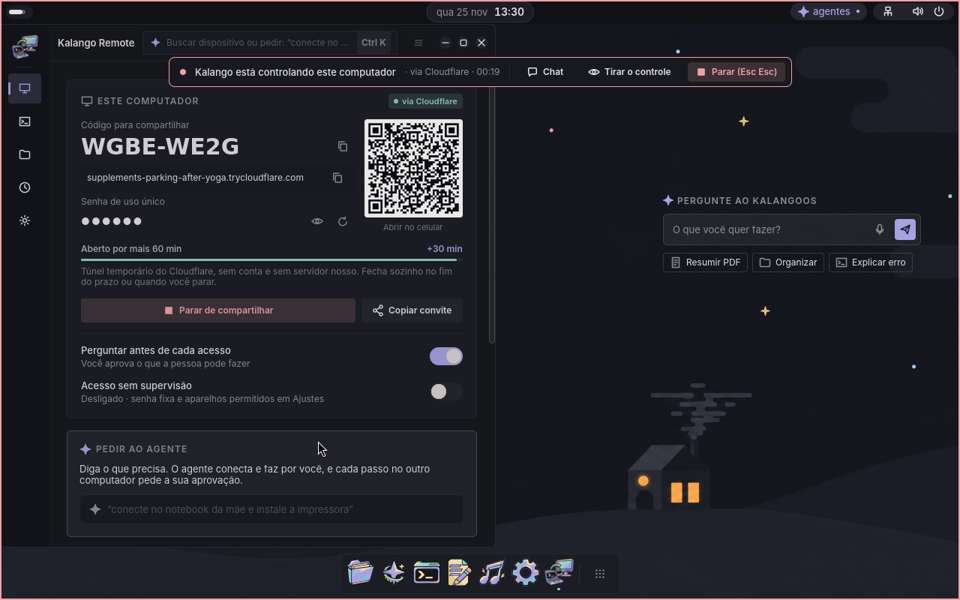 qua 25 nov 13:30
agentes
Kalango Remote
Buscar dispositivo ou pedir: "conecte no ...
Ctrl K
Kalango está controlando este computador · via Cloudflare · 00:19
Chat
Tirar o controle
Parar (Esc Esc)
ESTE COMPUTADOR
via Cloudflare
Código para compartilhar
WGBE-WE2G
supplements-parking-after-yoga.trycloudflare.com
Senha de uso único
Abrir no celular
Aberto por mais 60 min
+30 min
Túnel temporário do Cloudflare, sem conta e sem servidor nosso. Fecha sozinho no fim
do prazo ou quando você parar.
Parar de compartilhar
Copiar convite
Perguntar antes de cada acesso
Você aprova o que a pessoa pode fazer
Acesso sem supervisão
Desligado · senha fixa e aparelhos permitidos em Ajustes
PEDIR AO AGENTE
Diga o que precisa. O agente conecta e faz por você, e cada passo no outro
computador pede a sua aprovação.
"conecte no notebook da mãe e instale a impressora"
PERGUNTE AO KALANGOOS
O que você quer fazer?
Resumir PDF
Organizar
Explicar erro